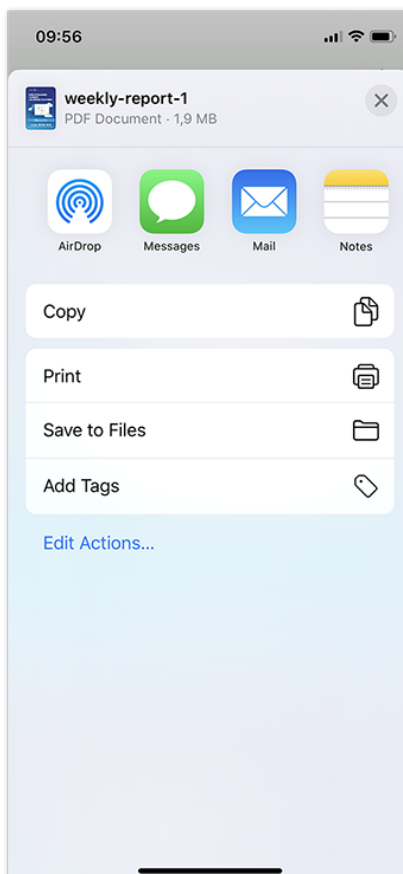 09:56
weekly-report-1
PDF Document · 1,9 MB
AirDrop
Messages
Mail
Notes
Copy
Print
Save to Files
Add Tags
Edit Actions...